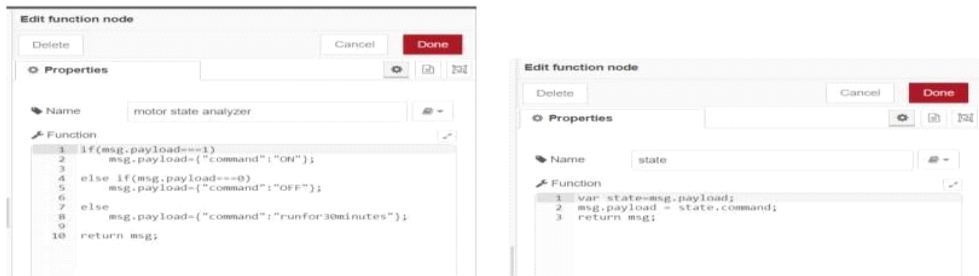 Edit function node
Delete
Cancel
Done
Properties
Name
motor state analyzer
Function
1 if(msg.payload===1)
2 msg.payload={"command":"ON"};
3
4 else if(msg.payload===0)
5 msg.payload={"command":"OFF"};
6
7 else
8 msg.payload={"command":"runfor30minutes"};
9
10 return msg;
Edit function node
Delete
Cancel
Done
Properties
Name
state
Function
1 var state=msg.payload;
2 msg.payload = state.command;
3 return msg;